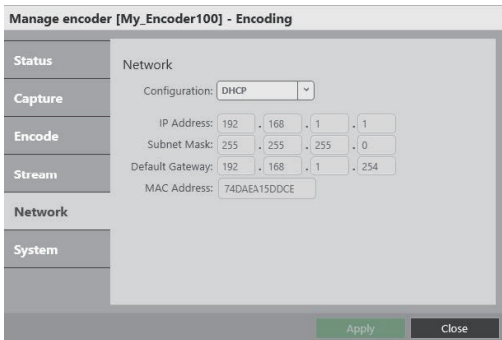 Manage encoder [My_Encoder100] - Encoding
Status
Capture
Encode
Stream
Network
System
Network
Configuration: DHCP
IP Address: 192 . 168 . 1 . 1
Subnet Mask: 255 . 255 . 255 . 0
Default Gateway: 192 . 168 . 1 . 254
MAC Address: 74DAEA15DDCE
Apply Close